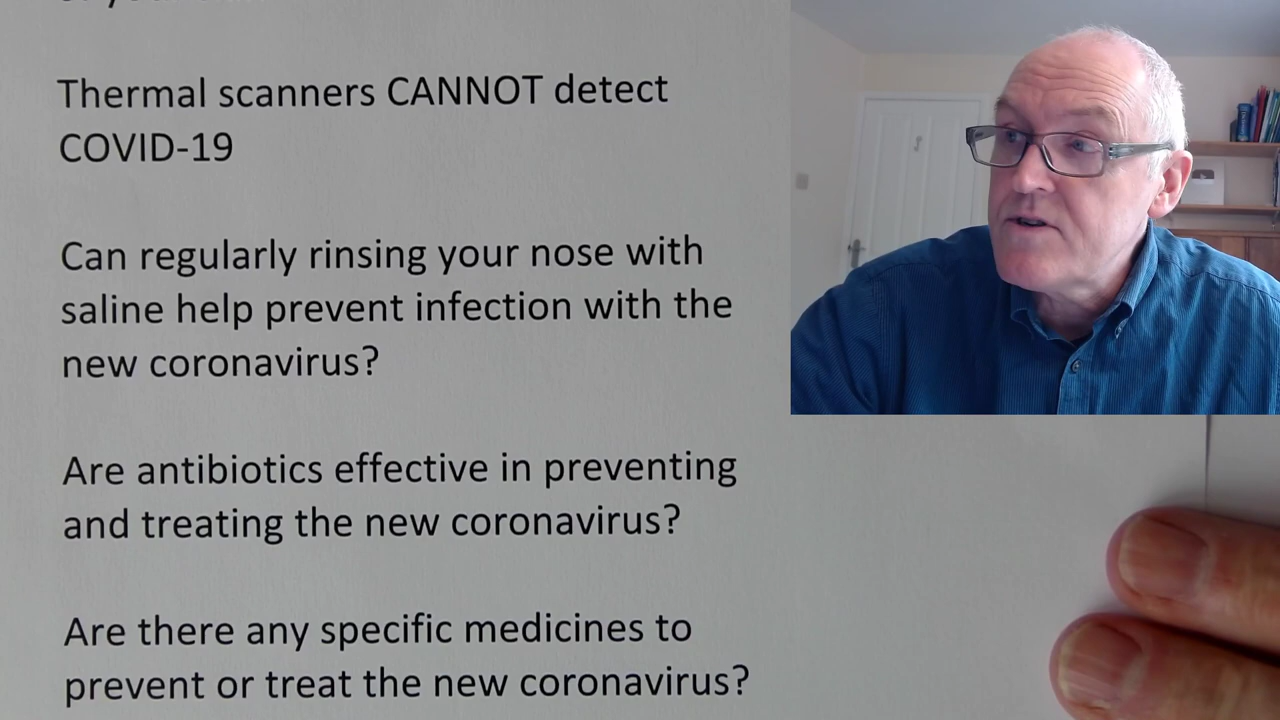 Thermal scanners CANNOT detect
COVID-19
Can regularly rinsing your nose with
saline help prevent infection with the
new coronavirus?
Are antibiotics effective in preventing
and treating the new coronavirus?
Are there any specific medicines to
prevent or treat the new coronavirus?